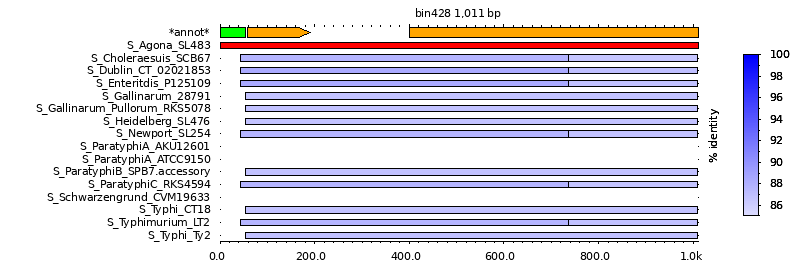 bin428 1,011 bp
*annot*
S_Agona_SL483
S_Choleraesuis_SCB67
S_Dublin_CT_02021853
S_Enteritdis_P125109
S_Gallinarum_28791
S_Gallinarum_Pullorum_RKS5078
S_Heidelberg_SL476
S_Newport_SL254
S_ParatyphiA_AKU12601
S_ParatyphiA_ATCC9150
S_ParatyphiB_SPB7.accessory
S_ParatyphiC_RKS4594
S_Schwarzengrund_CVM19633
S_Typhi_CT18
S_Typhimurium_LT2
S_Typhi_Ty2
0.0 200.0 400.0 600.0 800.0 1.0k
% identity
100
98
96
94
92
90
88
86